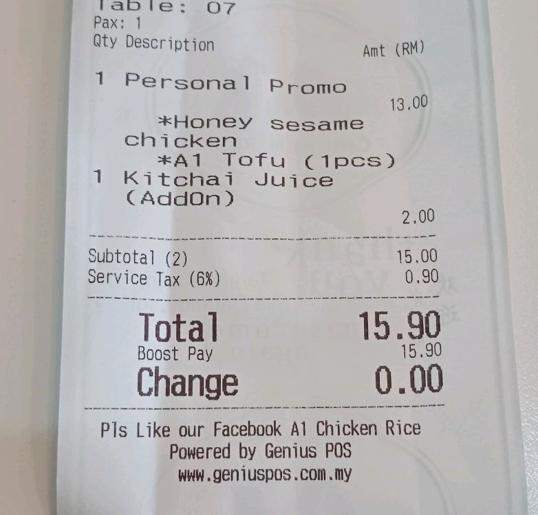 Table: 07
Pax: 1
Qty Description Amt (RM)
1 Personal Promo
13.00
*Honey sesame
chicken
*A1 Tofu (1pcs)
1 Kitchai Juice
(AddOn)
2.00
Subtotal (2) 15.00
Service Tax (6%) 0.90
Total 15.90
Boost Pay 15.90
Change 0.00
Pls Like our Facebook A1 Chicken Rice
Powered by Genius POS
www.geniuspos.com.my